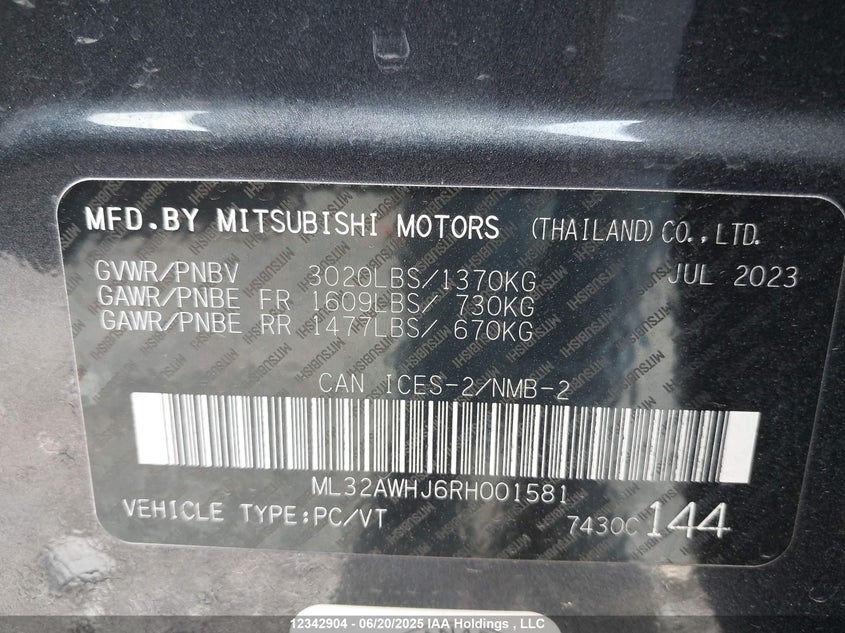 MFD.BY MITSUBISHI MOTORS (THAILAND) CO.,LTD.
GVWR/PNBV 3020LBS/1370KG JUL 2023
GAWR/PNBE FR 1609LBS/ 730KG
GAWR/PNBE RR 1477LBS/ 670KG
CAN ICES-2/NMB-2
ML32AWHJ6RH001581
VEHICLE TYPE:PC/VT 7430C144
12342904 - 06/20/2025 IAA Holdings , LLC